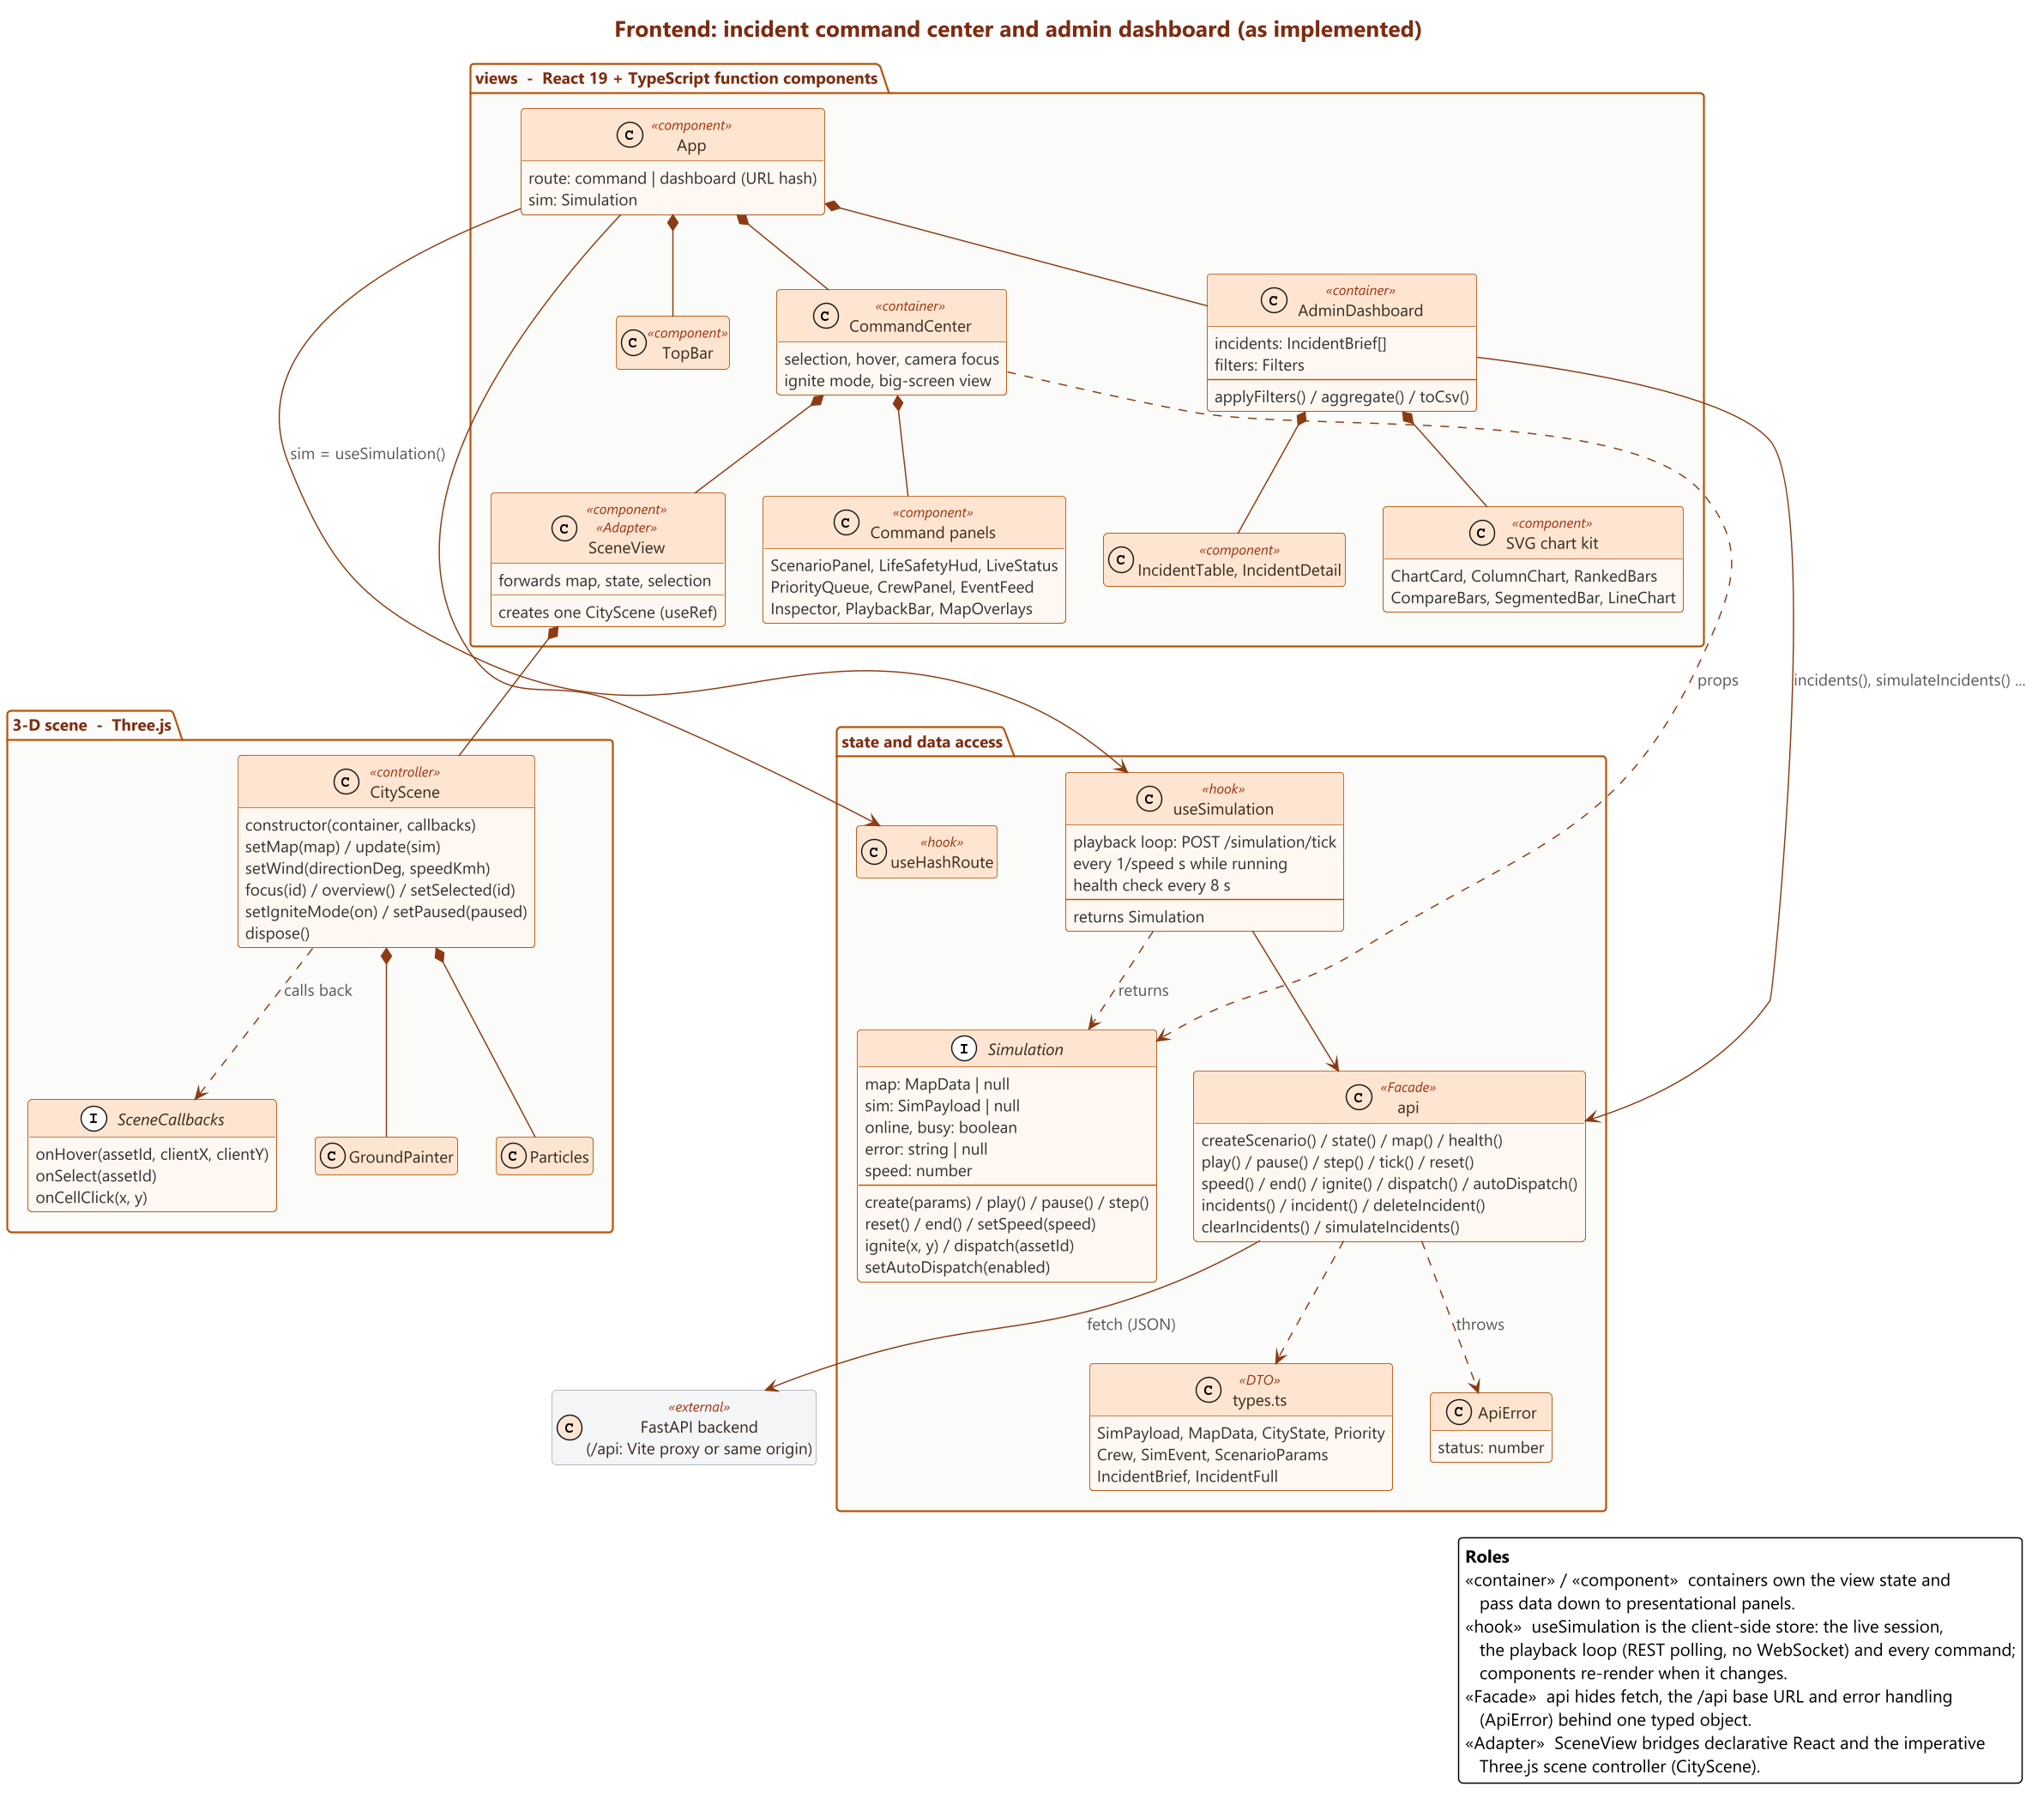 Frontend: incident command center and admin dashboard (as implemented)
views  -  React 19 + TypeScript function components
C
«component»
App
route: command | dashboard (URL hash)
sim: Simulation
C
«component»
TopBar
C
«container»
CommandCenter
selection, hover, camera focus
ignite mode, big-screen view
C
«container»
AdminDashboard
incidents: IncidentBrief[]
filters: Filters
applyFilters() / aggregate() / toCsv()
sim = useSimulation()
C
«component»
«Adapter»
SceneView
forwards map, state, selection
creates one CityScene (useRef)
C
«component»
Command panels
ScenarioPanel, LifeSafetyHud, LiveStatus
PriorityQueue, CrewPanel, EventFeed
Inspector, PlaybackBar, MapOverlays
C
«component»
IncidentTable, IncidentDetail
C
«component»
SVG chart kit
ChartCard, ColumnChart, RankedBars
CompareBars, SegmentedBar, LineChart
props
incidents(), simulateIncidents() ...
3-D scene  -  Three.js
C
«controller»
CityScene
constructor(container, callbacks)
setMap(map) / update(sim)
setWind(directionDeg, speedKmh)
focus(id) / overview() / setSelected(id)
setIgniteMode(on) / setPaused(paused)
dispose()
calls back
I
SceneCallbacks
onHover(assetId, clientX, clientY)
onSelect(assetId)
onCellClick(x, y)
C
GroundPainter
C
Particles
state and data access
C
«hook»
useHashRoute
C
«hook»
useSimulation
playback loop: POST /simulation/tick
every 1/speed s while running
health check every 8 s
returns Simulation
returns
I
Simulation
map: MapData | null
sim: SimPayload | null
online, busy: boolean
error: string | null
speed: number
create(params) / play() / pause() / step()
reset() / end() / setSpeed(speed)
ignite(x, y) / dispatch(assetId)
setAutoDispatch(enabled)
C
«Facade»
api
createScenario() / state() / map() / health()
play() / pause() / step() / tick() / reset()
speed() / end() / ignite() / dispatch() / autoDispatch()
incidents() / incident() / deleteIncident()
clearIncidents() / simulateIncidents()
fetch (JSON)
throws
C
«external»
FastAPI backend
(/api: Vite proxy or same origin)
C
«DTO»
types.ts
SimPayload, MapData, CityState, Priority
Crew, SimEvent, ScenarioParams
IncidentBrief, IncidentFull
C
ApiError
status: number
Roles
«container» / «component»  containers own the view state and
pass data down to presentational panels.
«hook»  useSimulation is the client-side store: the live session,
the playback loop (REST polling, no WebSocket) and every command;
components re-render when it changes.
«Facade»  api hides fetch, the /api base URL and error handling
(ApiError) behind one typed object.
«Adapter»  SceneView bridges declarative React and the imperative
Three.js scene controller (CityScene).